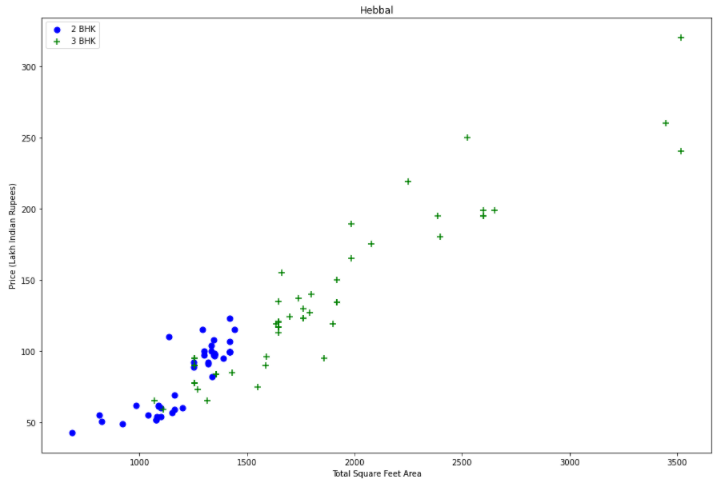 Hebbal
2 BHK
3 BHK
Price (Lakh Indian Rupees)
300
250
200
150
100
50
1000 1500 2000 2500 3000 3500
Total Square Feet Area